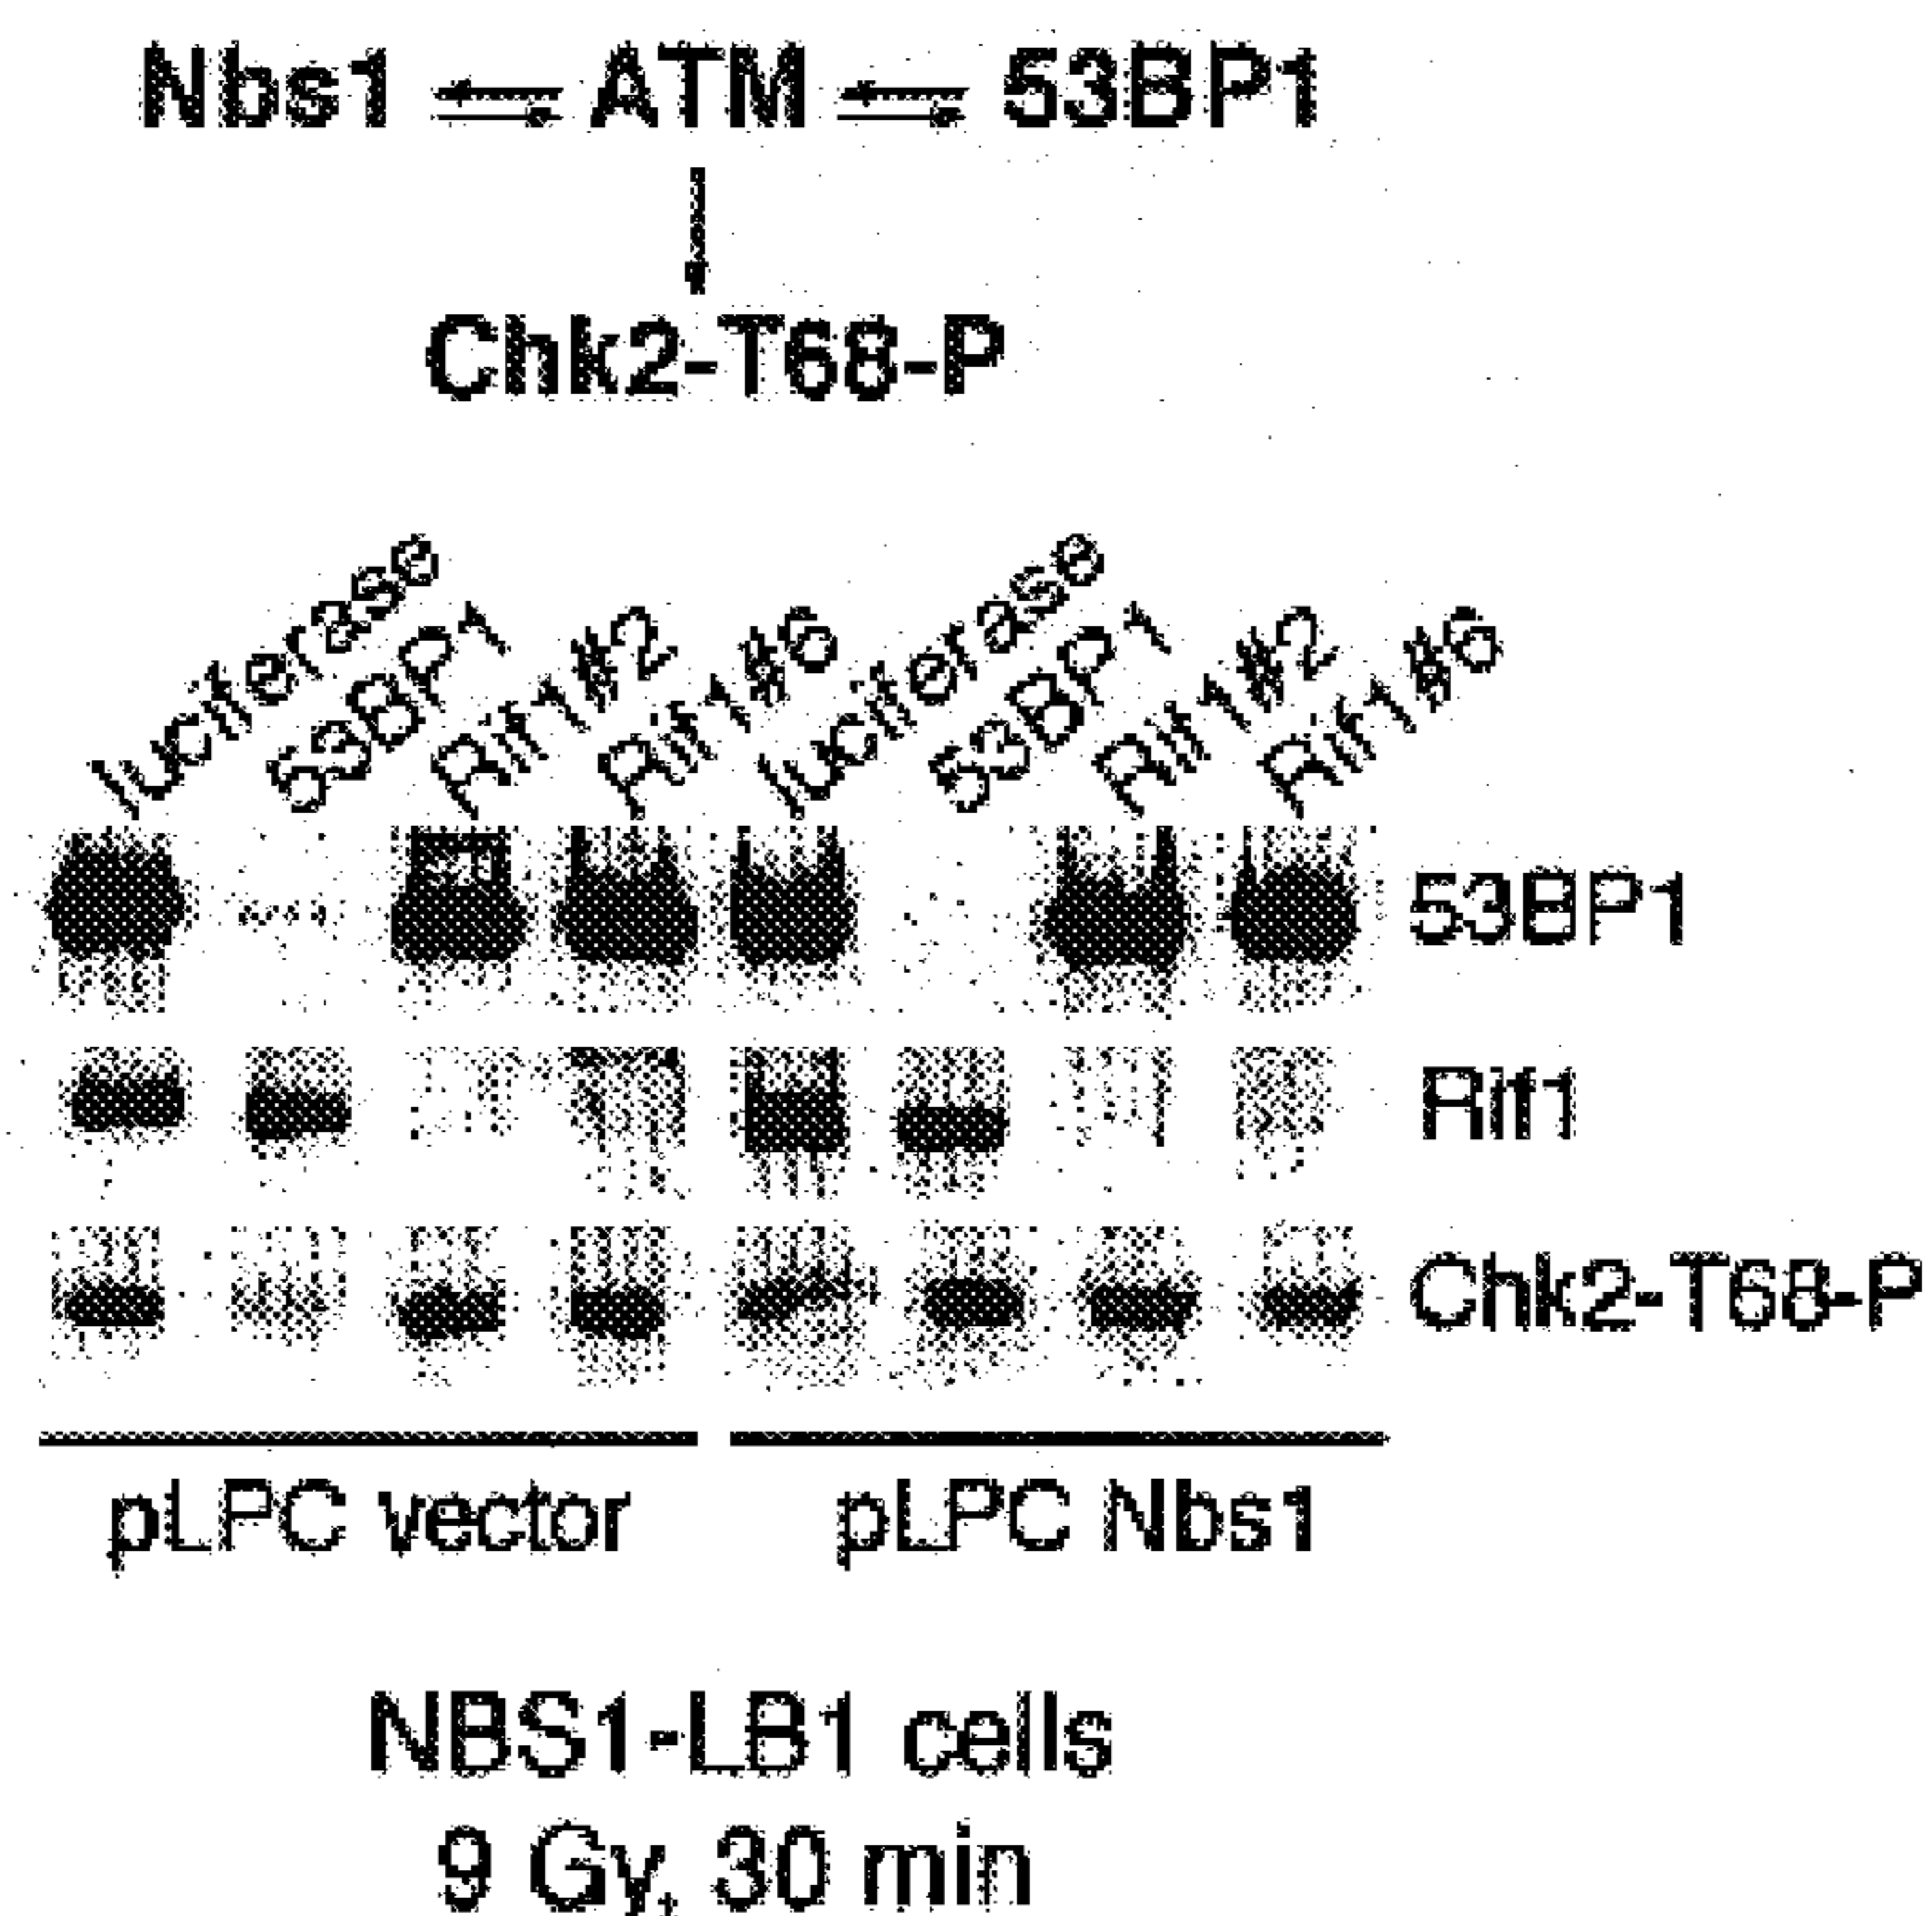 Nbs1 ATM 53BP1
Chk2-T68-P
luciferase 53BP1 Rif1#2 Rif1#6 luciferase 53BP1 Rif1#2 Rif1#6
53BP1
Rif1
Chk2-T68-P
pLPC vector pLPC Nbs1
NBS1-LB1 cells
9 Gy, 30 min